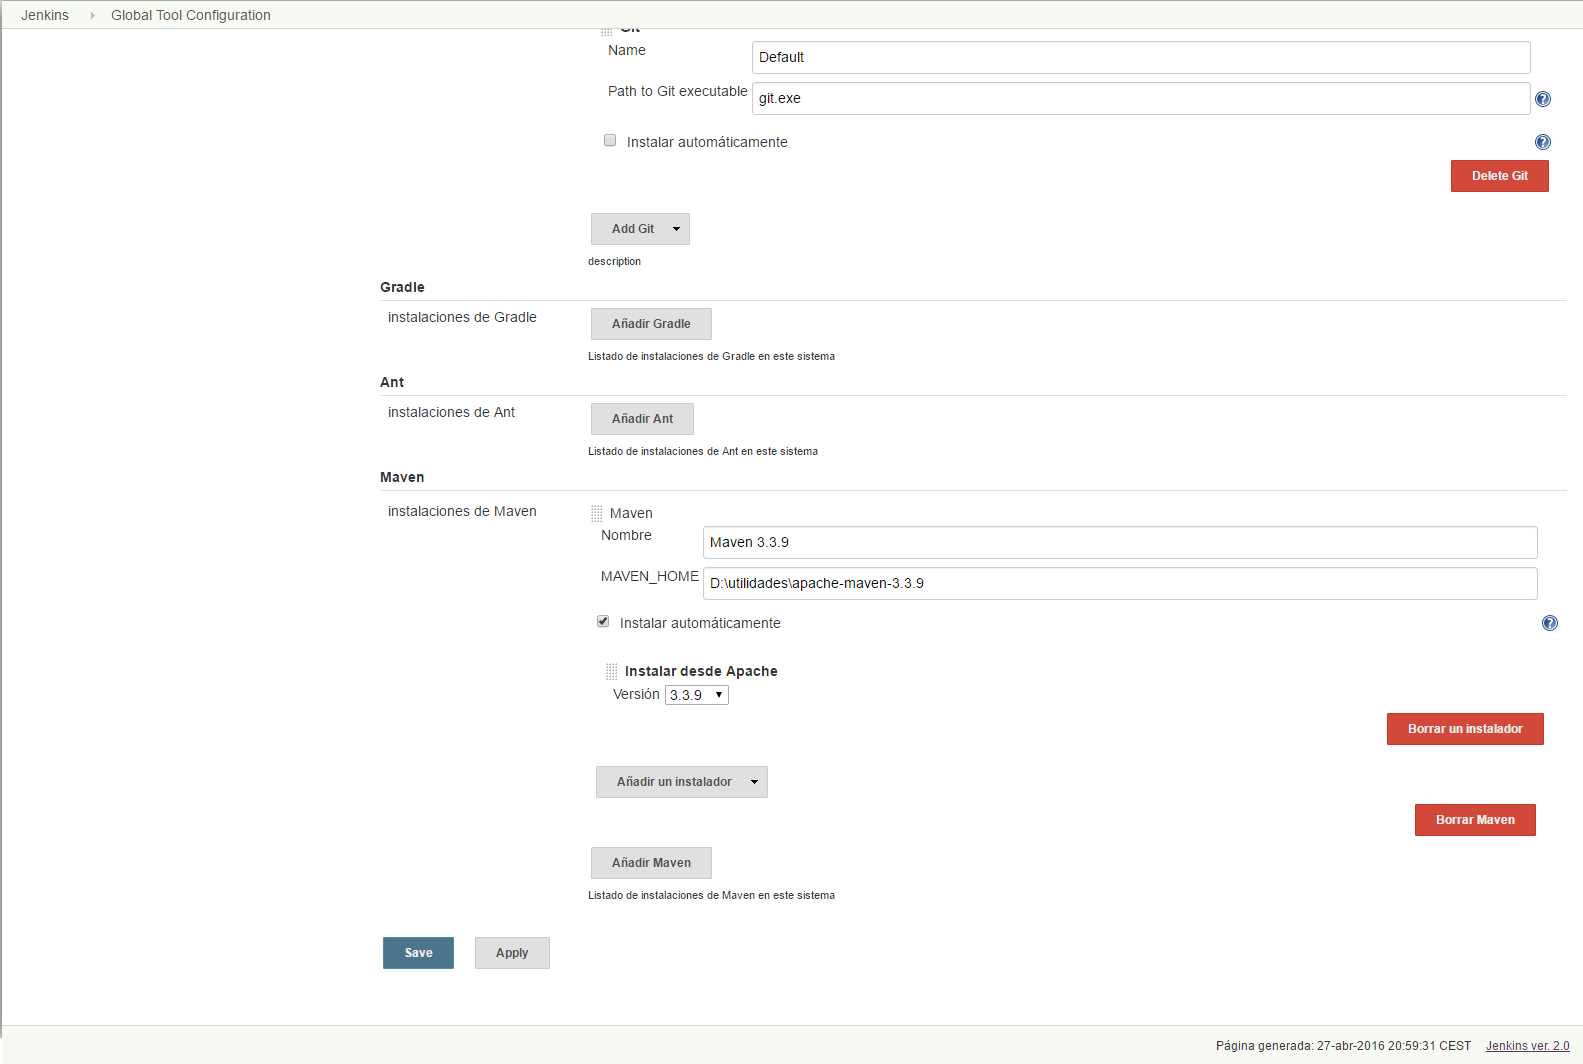 Jenkins Global Tool Configuration
Git
Name Default
Path to Git executable git.exe
Instalar automáticamente
Delete Git
Add Git
description
Gradle
instalaciones de Gradle Añadir Gradle
Listado de instalaciones de Gradle en este sistema
Ant
instalaciones de Ant Añadir Ant
Listado de instalaciones de Ant en este sistema
Maven
instalaciones de Maven Maven
Nombre Maven 3.3.9
MAVEN_HOME D:\utilidades\apache-maven-3.3.9
Instalar automáticamente
Instalar desde Apache
Versión 3.3.9
Borrar un instalador
Añadir un instalador
Borrar Maven
Añadir Maven
Listado de instalaciones de Maven en este sistema
Save Apply
Página generada: 27-abr-2016 20:59:31 CEST Jenkins ver. 2.0